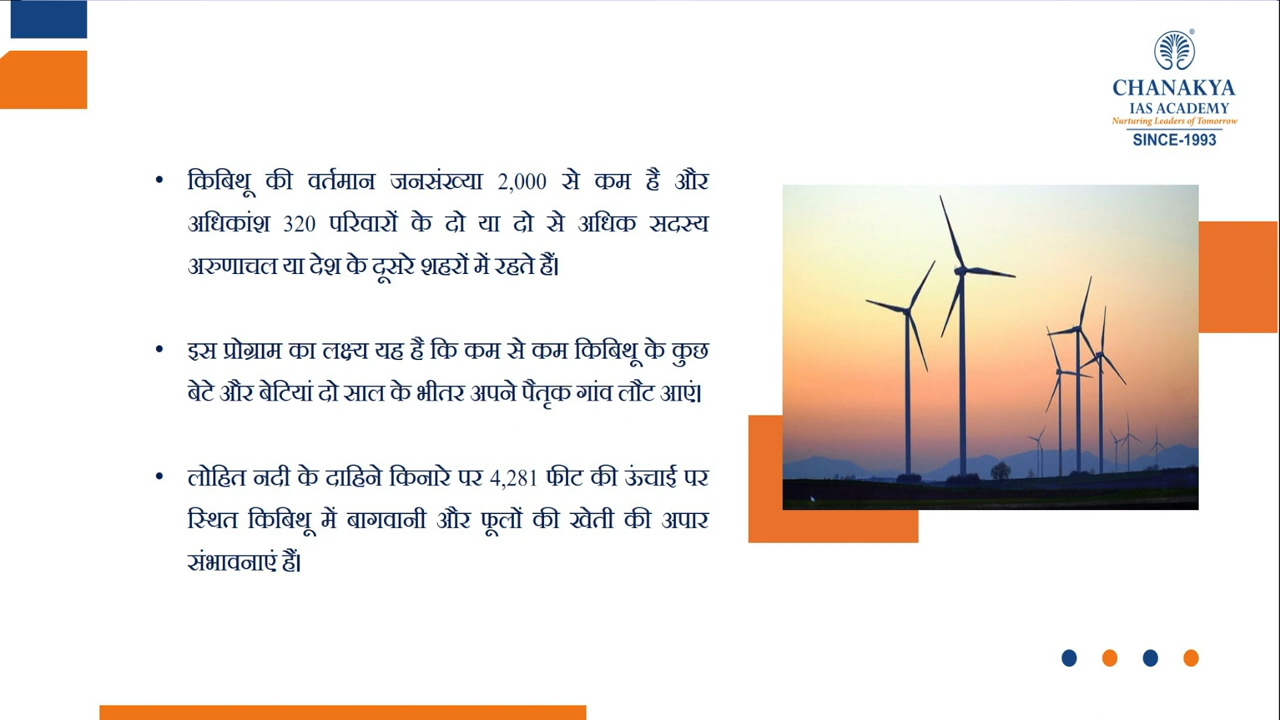 ®
CHANAKYA
IAS ACADEMY
Nurturing Leaders of Tomorrow
SINCE-1993
• किबिथू की वर्तमान जनसंख्या 2,000 से कम है और
अधिकांश 320 परिवारों के दो या दो से अधिक सदस्य
अरुणाचल या देश के दूसरे शहरों में रहते हैं।
• इस प्रोग्राम का लक्ष्य यह है कि कम से कम किबिथू के कुछ
बेटे और बेटियां दो साल के भीतर अपने पैतृक गांव लौट आएं।
• लोहित नदी के दाहिने किनारे पर 4,281 फीट की ऊंचाई पर
स्थित किबिथू में बागवानी और फूलों की खेती की अपार
संभावनाएं हैं।